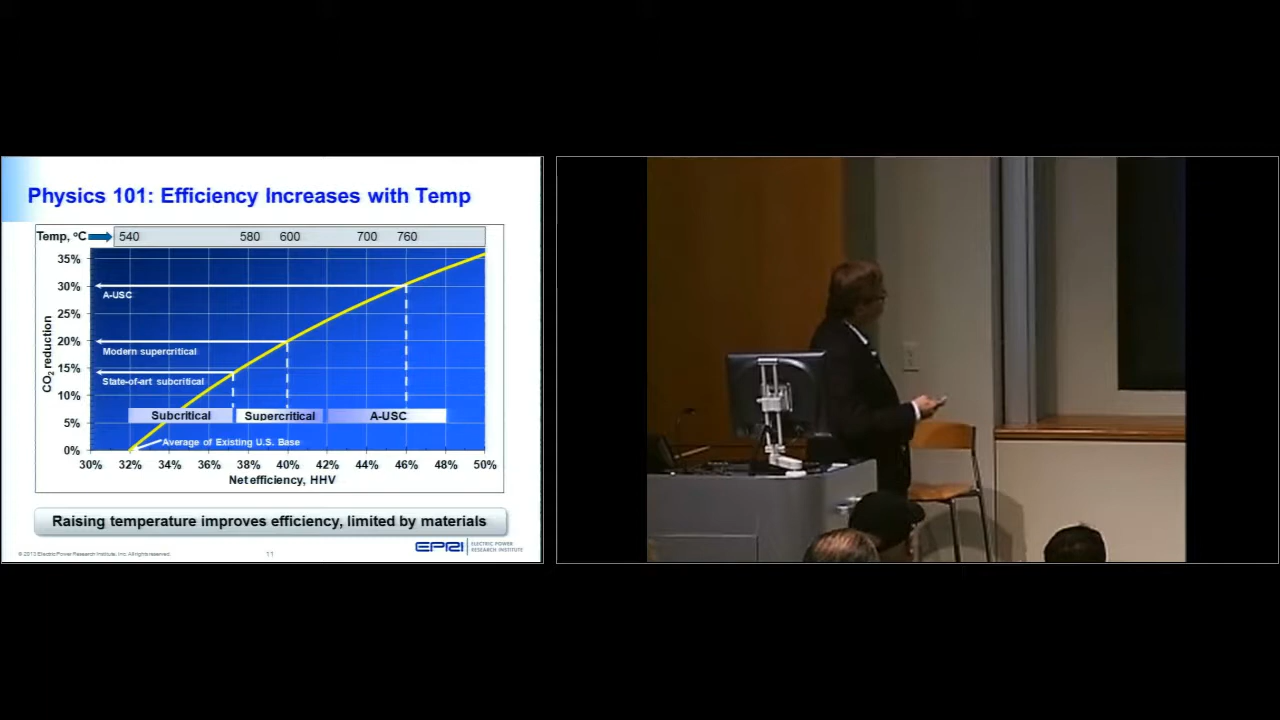 Physics 101: Efficiency Increases with Temp
Temp, °C 540 580 600 700 760
35%
30%
A-USC
25%
20%
Modern supercritical
15%
State-of-art subcritical
10%
Subcritical Supercritical A-USC
5%
Average of Existing U.S. Base
0%
CO2 reduction
30% 32% 34% 36% 38% 40% 42% 44% 46% 48% 50%
Net efficiency, HHV
Raising temperature improves efficiency, limited by materials
© 2013 Electric Power Research Institute, Inc. All rights reserved.
11
EPRI
ELECTRIC POWER
RESEARCH INSTITUTE